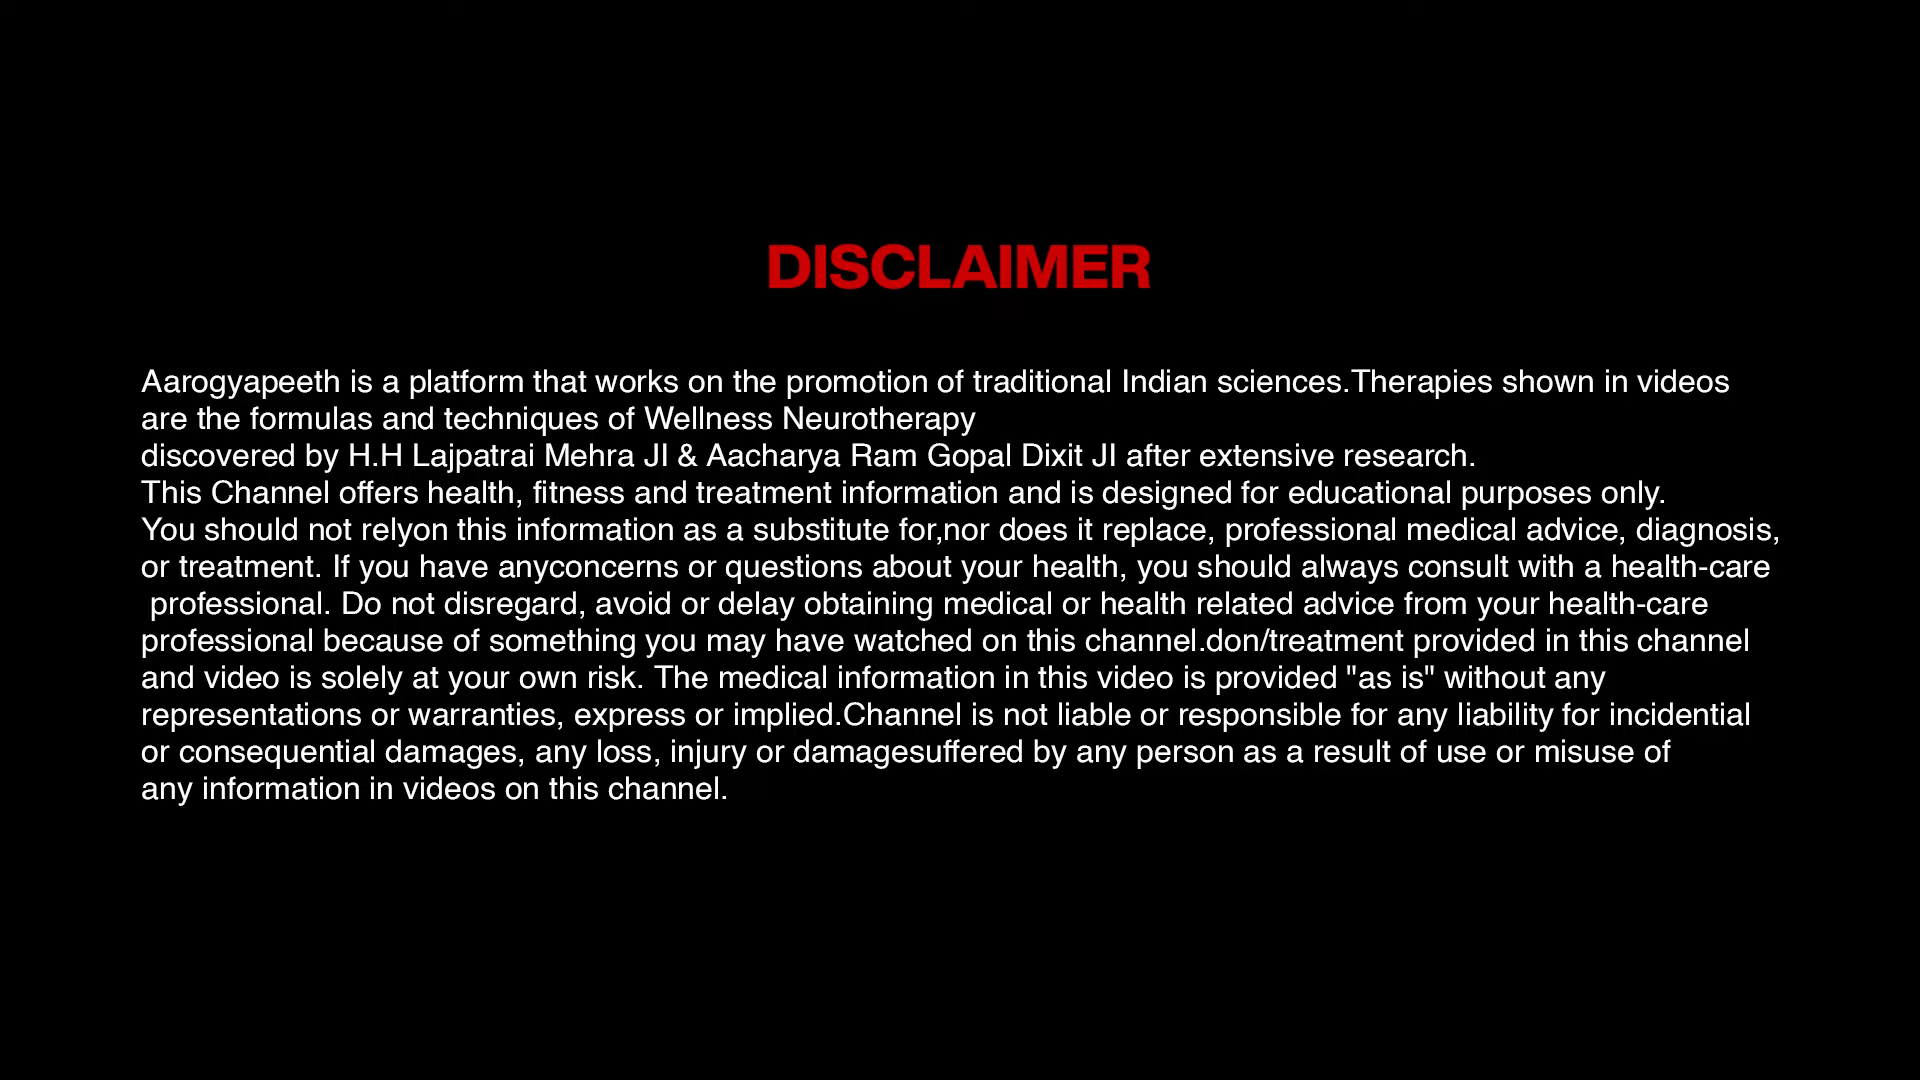 DISCLAIMER
Aarogyapeeth is a platform that works on the promotion of traditional Indian sciences.Therapies shown in videos
are the formulas and techniques of Wellness Neurotherapy
discovered by H.H Lajpatrai Mehra JI & Aacharya Ram Gopal Dixit JI after extensive research.
This Channel offers health, fitness and treatment information and is designed for educational purposes only.
You should not relyon this information as a substitute for,nor does it replace, professional medical advice, diagnosis,
or treatment. If you have anyconcerns or questions about your health, you should always consult with a health-care
professional. Do not disregard, avoid or delay obtaining medical or health related advice from your health-care
professional because of something you may have watched on this channel.don/treatment provided in this channel
and video is solely at your own risk. The medical information in this video is provided "as is" without any
representations or warranties, express or implied.Channel is not liable or responsible for any liability for incidential
or consequential damages, any loss, injury or damagesuffered by any person as a result of use or misuse of
any information in videos on this channel.